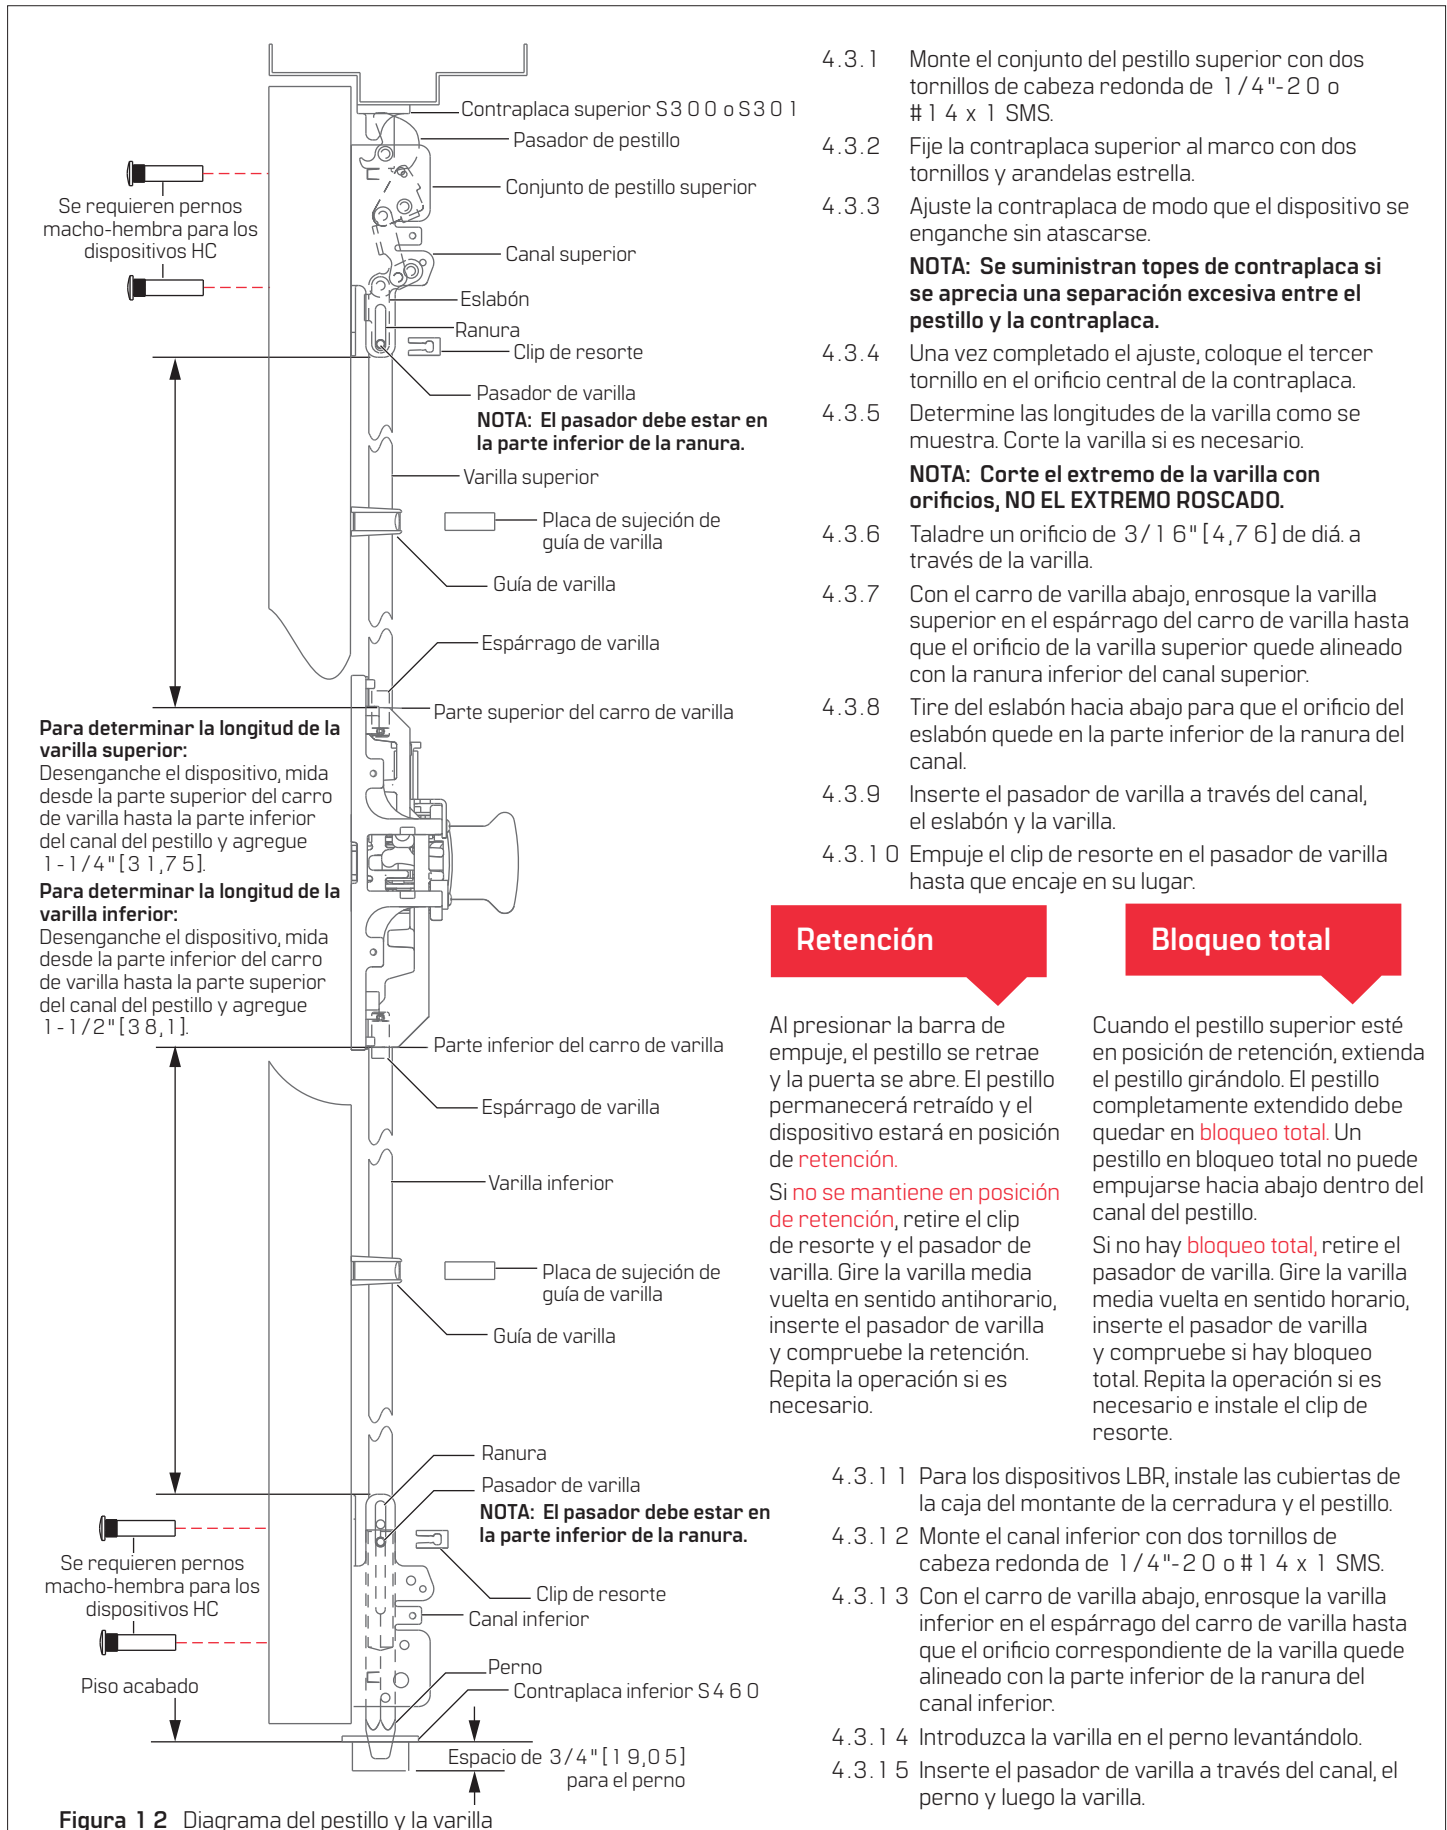 Contraplaca superior S300 o S301
Pasador de pestillo
Conjunto de pestillo superior
Se requieren pernos
macho-hembra para los
dispositivos HC
Canal superior
Eslabón
Ranura
Clip de resorte
Pasador de varilla
NOTA: El pasador debe estar en
la parte inferior de la ranura.
Varilla superior
Placa de sujeción de
guía de varilla
Guía de varilla
Espárrago de varilla
Parte superior del carro de varilla
Para determinar la longitud de la
varilla superior:
Desenganche el dispositivo, mida
desde la parte superior del carro
de varilla hasta la parte inferior
del canal del pestillo y agregue
1-1/4" [31,75].
Para determinar la longitud de la
varilla inferior:
Desenganche el dispositivo, mida
desde la parte inferior del carro
de varilla hasta la parte superior
del canal del pestillo y agregue
1-1/2" [38,1].
Parte inferior del carro de varilla
Espárrago de varilla
Varilla inferior
Placa de sujeción de
guía de varilla
Guía de varilla
Ranura
Pasador de varilla
NOTA: El pasador debe estar en
la parte inferior de la ranura.
Se requieren pernos
macho-hembra para los
dispositivos HC
Clip de resorte
Canal inferior
Perno
Piso acabado
Contraplaca inferior S460
Espacio de 3/4" [19,05]
para el perno
Figura 12 Diagrama del pestillo y la varilla
4.3.1 Monte el conjunto del pestillo superior con dos
tornillos de cabeza redonda de 1/4"-20 o
#14 x 1 SMS.
4.3.2 Fije la contraplaca superior al marco con dos
tornillos y arandelas estrella.
4.3.3 Ajuste la contraplaca de modo que el dispositivo se
enganche sin atascarse.
NOTA: Se suministran topes de contraplaca si
se aprecia una separación excesiva entre el
pestillo y la contraplaca.
4.3.4 Una vez completado el ajuste, coloque el tercer
tornillo en el orificio central de la contraplaca.
4.3.5 Determine las longitudes de la varilla como se
muestra. Corte la varilla si es necesario.
NOTA: Corte el extremo de la varilla con
orificios, NO EL EXTREMO ROSCADO.
4.3.6 Taladre un orificio de 3/16" [4,76] de diá. a
través de la varilla.
4.3.7 Con el carro de varilla abajo, enrosque la varilla
superior en el espárrago del carro de varilla hasta
que el orificio de la varilla superior quede alineado
con la ranura inferior del canal superior.
4.3.8 Tire del eslabón hacia abajo para que el orificio del
eslabón quede en la parte inferior de la ranura del
canal.
4.3.9 Inserte el pasador de varilla a través del canal,
el eslabón y la varilla.
4.3.10 Empuje el clip de resorte en el pasador de varilla
hasta que encaje en su lugar.
Retención
Al presionar la barra de
empuje, el pestillo se retrae
y la puerta se abre. El pestillo
permanecerá retraído y el
dispositivo estará en posición
de retención.
Si no se mantiene en posición
de retención, retire el clip
de resorte y el pasador de
varilla. Gire la varilla media
vuelta en sentido antihorario,
inserte el pasador de varilla
y compruebe la retención.
Repita la operación si es
necesario.
Bloqueo total
Cuando el pestillo superior esté
en posición de retención, extienda
el pestillo girándolo. El pestillo
completamente extendido debe
quedar en bloqueo total. Un
pestillo en bloqueo total no puede
empujarse hacia abajo dentro del
canal del pestillo.
Si no hay bloqueo total, retire el
pasador de varilla. Gire la varilla
media vuelta en sentido horario,
inserte el pasador de varilla
y compruebe si hay bloqueo
total. Repita la operación si es
necesario e instale el clip de
resorte.
4.3.11 Para los dispositivos LBR, instale las cubiertas de
la caja del montante de la cerradura y el pestillo.
4.3.12 Monte el canal inferior con dos tornillos de
cabeza redonda de 1/4"-20 o #14 x 1 SMS.
4.3.13 Con el carro de varilla abajo, enrosque la varilla
inferior en el espárrago del carro de varilla hasta
que el orificio correspondiente de la varilla quede
alineado con la parte inferior de la ranura del
canal inferior.
4.3.14 Introduzca la varilla en el perno levantándolo.
4.3.15 Inserte el pasador de varilla a través del canal, el
perno y luego la varilla.